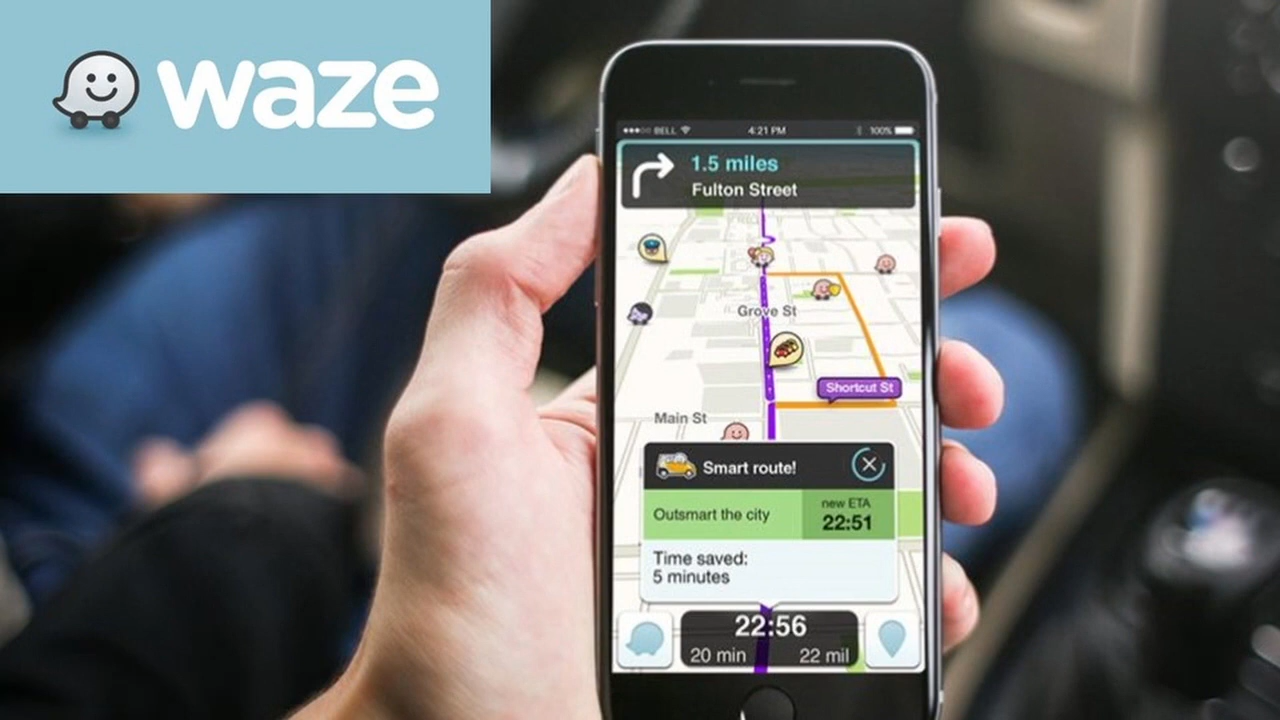 waze
BELL 4:21 PM 100%
1.5 miles
Fulton Street
Grove St
Shortcut St
Main St
Smart route!
Outsmart the city
new ETA
22:51
Time saved:
5 minutes
22:56
20 min 22 mil